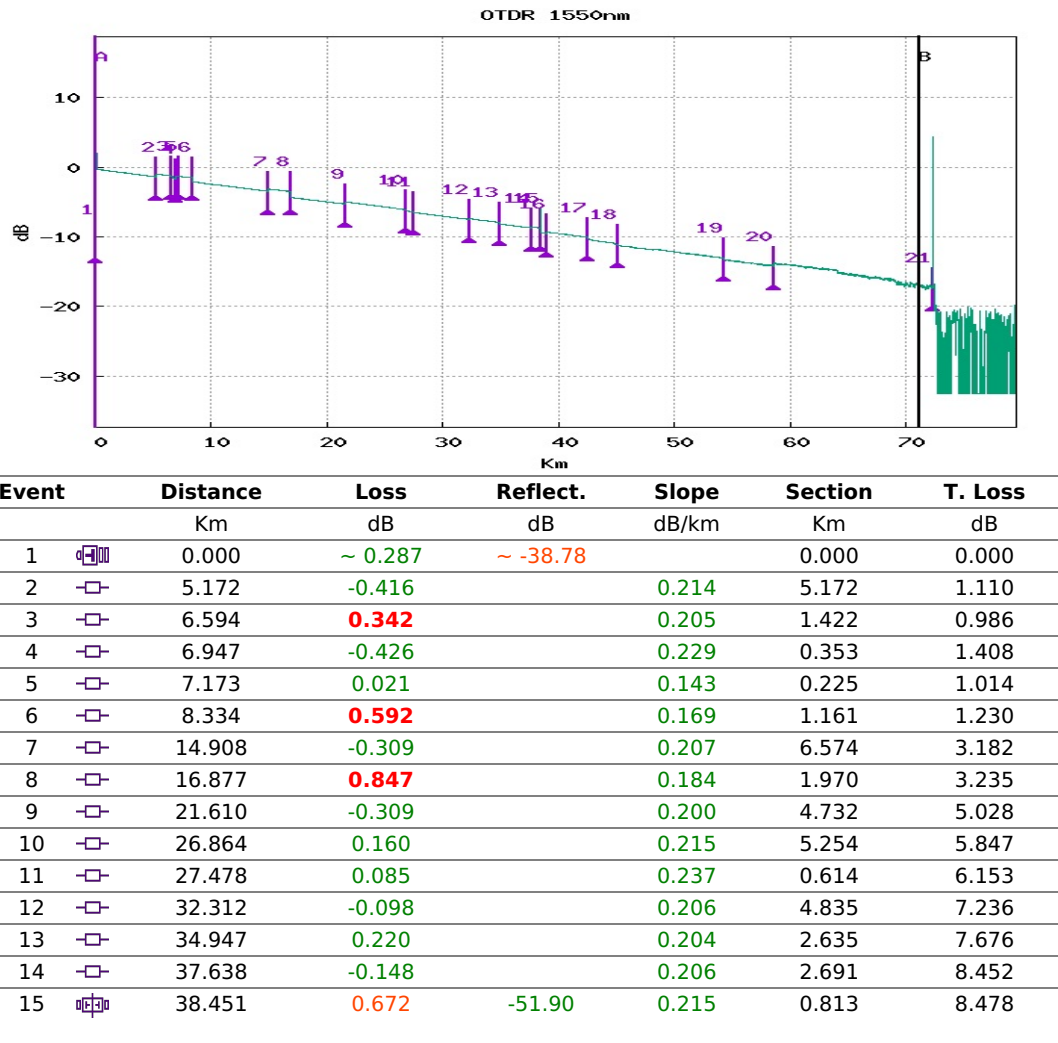 OTDR 1550nm
A B
10
2 6
0
7 8
9
1
12 13
dB
16 17 18
-10
19 20
21
-20
-30
0 10 20 30 40 50 60 70
Km
Event Distance Loss Reflect. Slope Section T. Loss
Km dB dB dB/km Km dB
1 0.000 ~ 0.287 ~ -38.78 0.000 0.000
2 5.172 -0.416 0.214 5.172 1.110
3 6.594 0.342 0.205 1.422 0.986
4 6.947 -0.426 0.229 0.353 1.408
5 7.173 0.021 0.143 0.225 1.014
6 8.334 0.592 0.169 1.161 1.230
7 14.908 -0.309 0.207 6.574 3.182
8 16.877 0.847 0.184 1.970 3.235
9 21.610 -0.309 0.200 4.732 5.028
10 26.864 0.160 0.215 5.254 5.847
11 27.478 0.085 0.237 0.614 6.153
12 32.312 -0.098 0.206 4.835 7.236
13 34.947 0.220 0.204 2.635 7.676
14 37.638 -0.148 0.206 2.691 8.452
15 38.451 0.672 -51.90 0.215 0.813 8.478